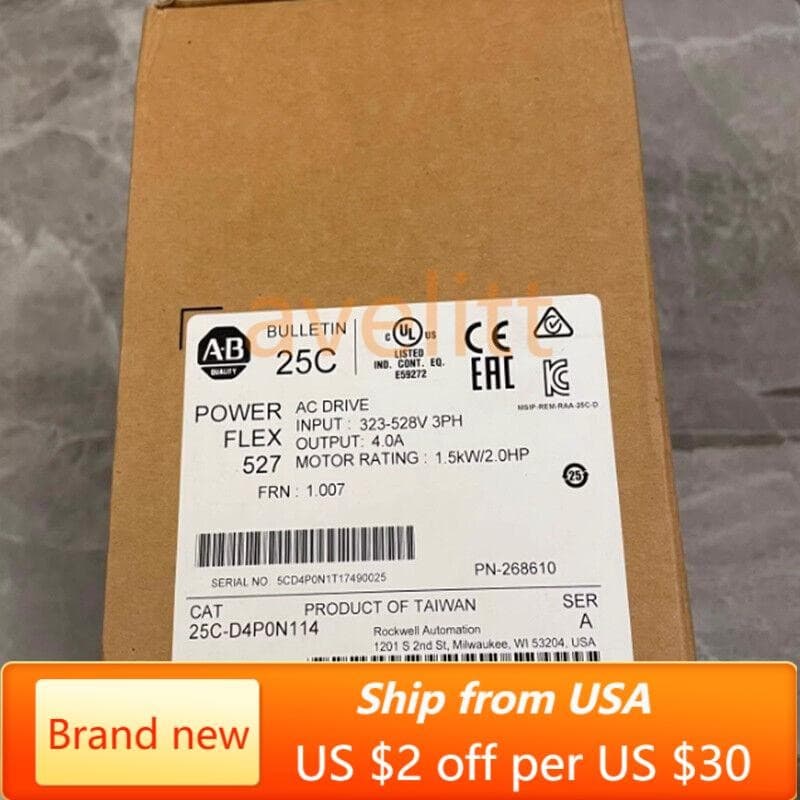 avelitt
BULLETIN
25C
A-B
QUALITY
C UL US
LISTED
IND. CONT. EQ.
E59272
CE
EAC
MSIP-REM-RAA-25C-D
POWER
FLEX
527
AC DRIVE
INPUT : 323-528V 3PH
OUTPUT: 4.0A
MOTOR RATING : 1.5kW/2.0HP
FRN : 1.007
25
SERIAL NO. 5CD4P0N1T17490025
PN-268610
CAT
25C-D4P0N114
PRODUCT OF TAIWAN
SER
A
Rockwell Automation
1201 S 2nd St, Milwaukee, WI 53204, USA
Brand new
Ship from USA
US $2 off per US $30